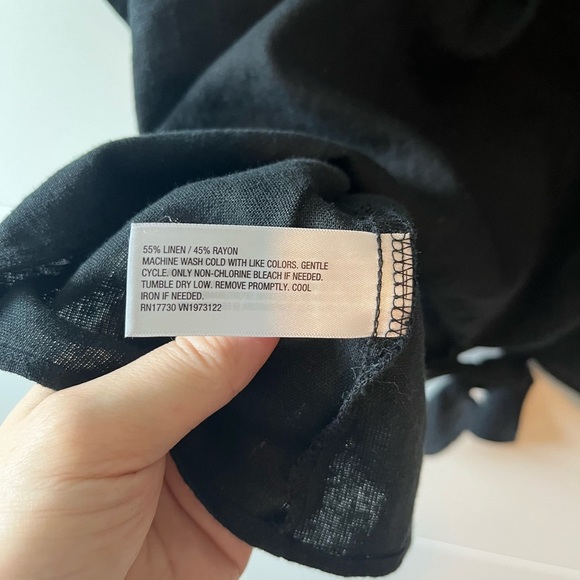 55% LINEN / 45% RAYON
MACHINE WASH COLD WITH LIKE COLORS. GENTLE
CYCLE. ONLY NON-CHLORINE BLEACH IF NEEDED.
TUMBLE DRY LOW. REMOVE PROMPTLY. COOL
IRON IF NEEDED.
RN17730 VN1973122